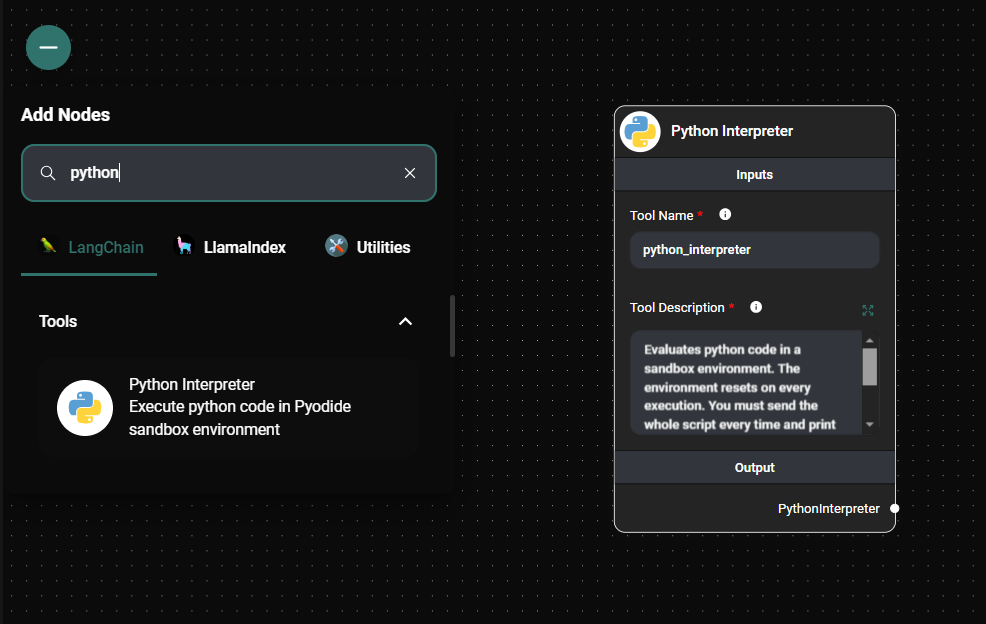 Add Nodes
python
LangChain
LlamaIndex
Utilities
Tools
Python Interpreter
Execute python code in Pyodide
sandbox environment
Python Interpreter
Inputs
Tool Name *
python_interpreter
Tool Description *
Evaluates python code in a
sandbox environment. The
environment resets on every
execution. You must send the
whole script every time and print
Output
PythonInterpreter